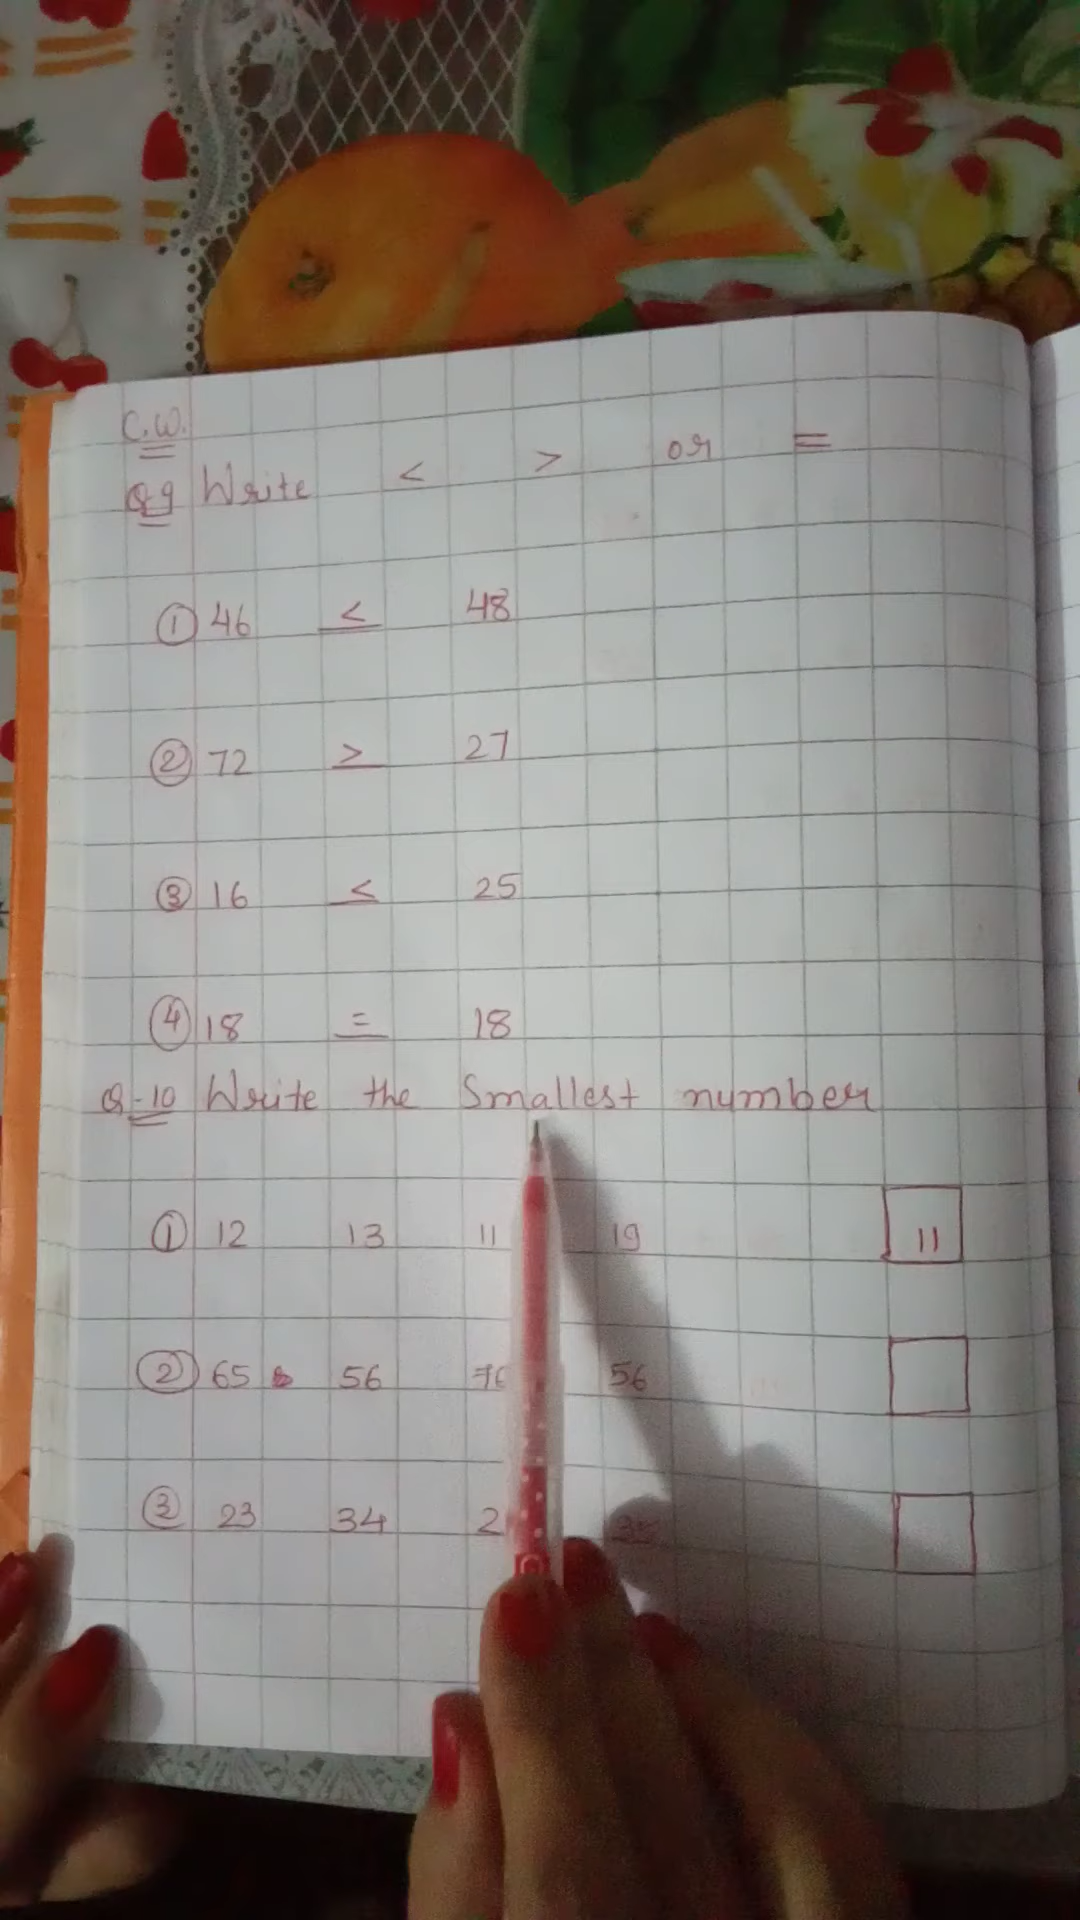 C.W.
Q-9 Write < > or =
① 46 < 48
② 72 > 27
③ 16 < 25
④ 18 = 18
Q-10 Write the Smallest number
① 12 13 11 19 11
② 65 56 56
③ 23 34